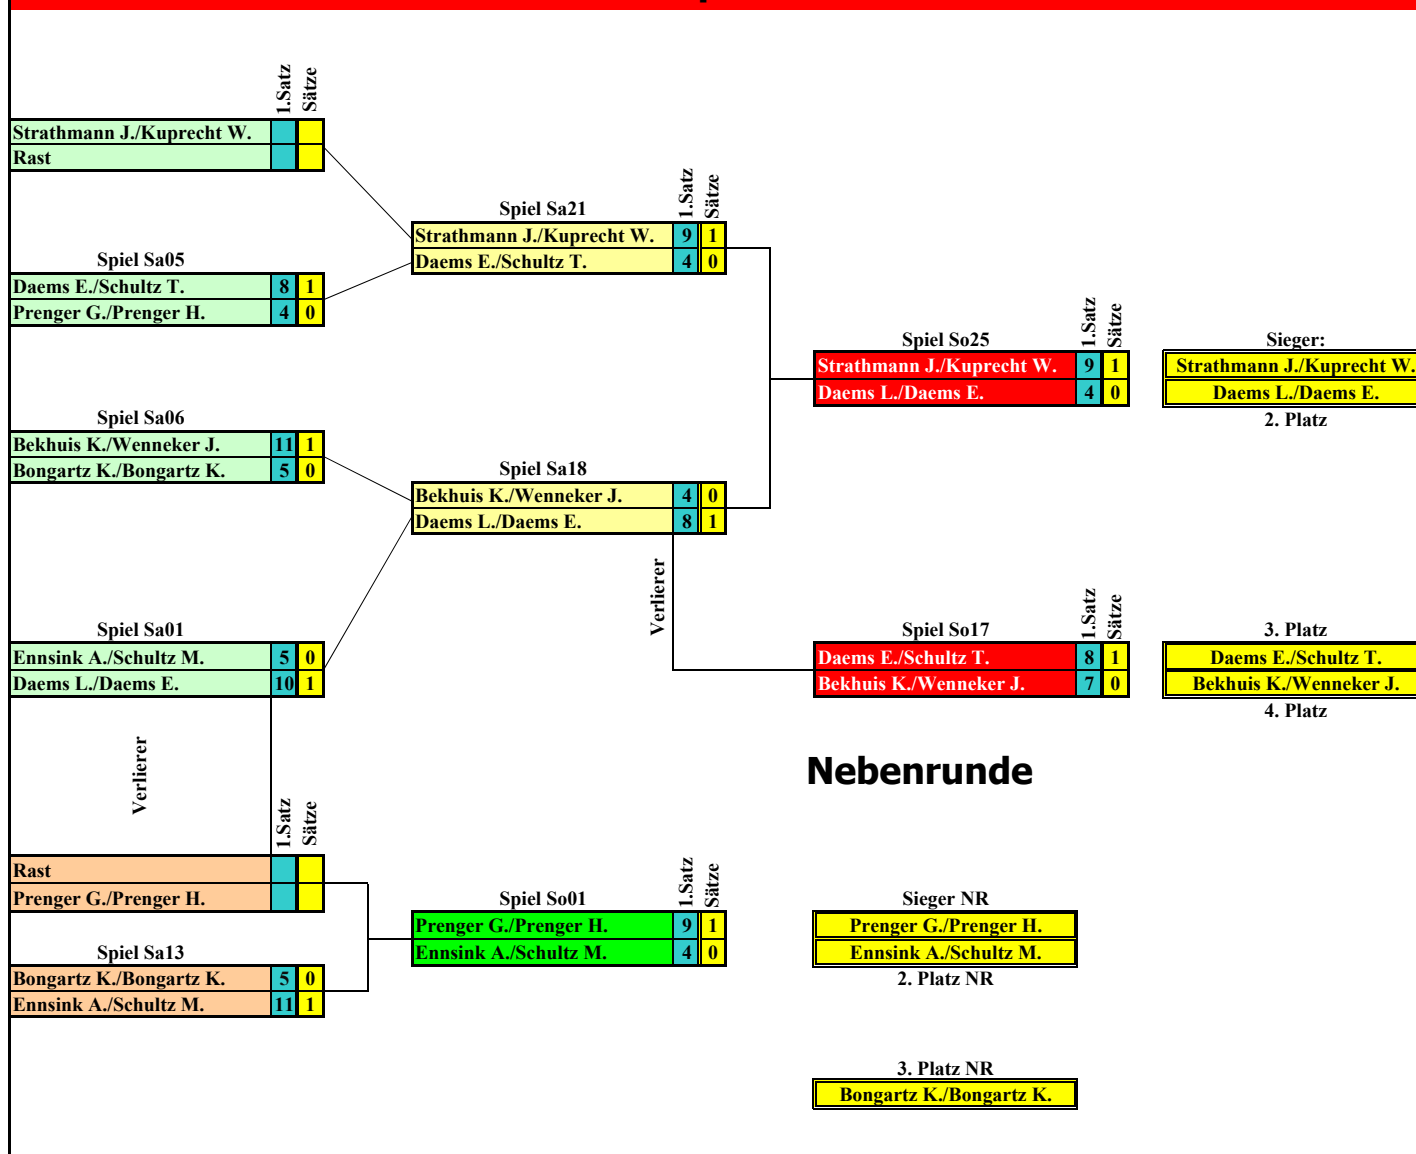 1.Satz Sätze
Strathmann J./Kuprecht W.
Rast
Spiel Sa05
Daems E./Schultz T. 8 1
Prenger G./Prenger H. 4 0
Spiel Sa06
Bekhuis K./Wenneker J. 11 1
Bongartz K./Bongartz K. 5 0
Spiel Sa01
Ennsink A./Schultz M. 5 0
Daems L./Daems E. 10 1
Spiel Sa21 1.Satz Sätze
Strathmann J./Kuprecht W. 9 1
Daems E./Schultz T. 4 0
Spiel Sa18
Bekhuis K./Wenneker J. 4 0
Daems L./Daems E. 8 1
Verlierer
Spiel So25 1.Satz Sätze
Strathmann J./Kuprecht W. 9 1
Daems L./Daems E. 4 0
Sieger:
Strathmann J./Kuprecht W.
Daems L./Daems E.
2. Platz
Spiel So17 1.Satz Sätze
Daems E./Schultz T. 8 1
Bekhuis K./Wenneker J. 7 0
3. Platz
Daems E./Schultz T.
Bekhuis K./Wenneker J.
4. Platz
Nebenrunde
Verlierer
1.Satz Sätze
Rast
Prenger G./Prenger H.
Spiel Sa13
Bongartz K./Bongartz K. 5 0
Ennsink A./Schultz M. 11 1
Spiel So01 1.Satz Sätze
Prenger G./Prenger H. 9 1
Ennsink A./Schultz M. 4 0
Sieger NR
Prenger G./Prenger H.
Ennsink A./Schultz M.
2. Platz NR
3. Platz NR
Bongartz K./Bongartz K.